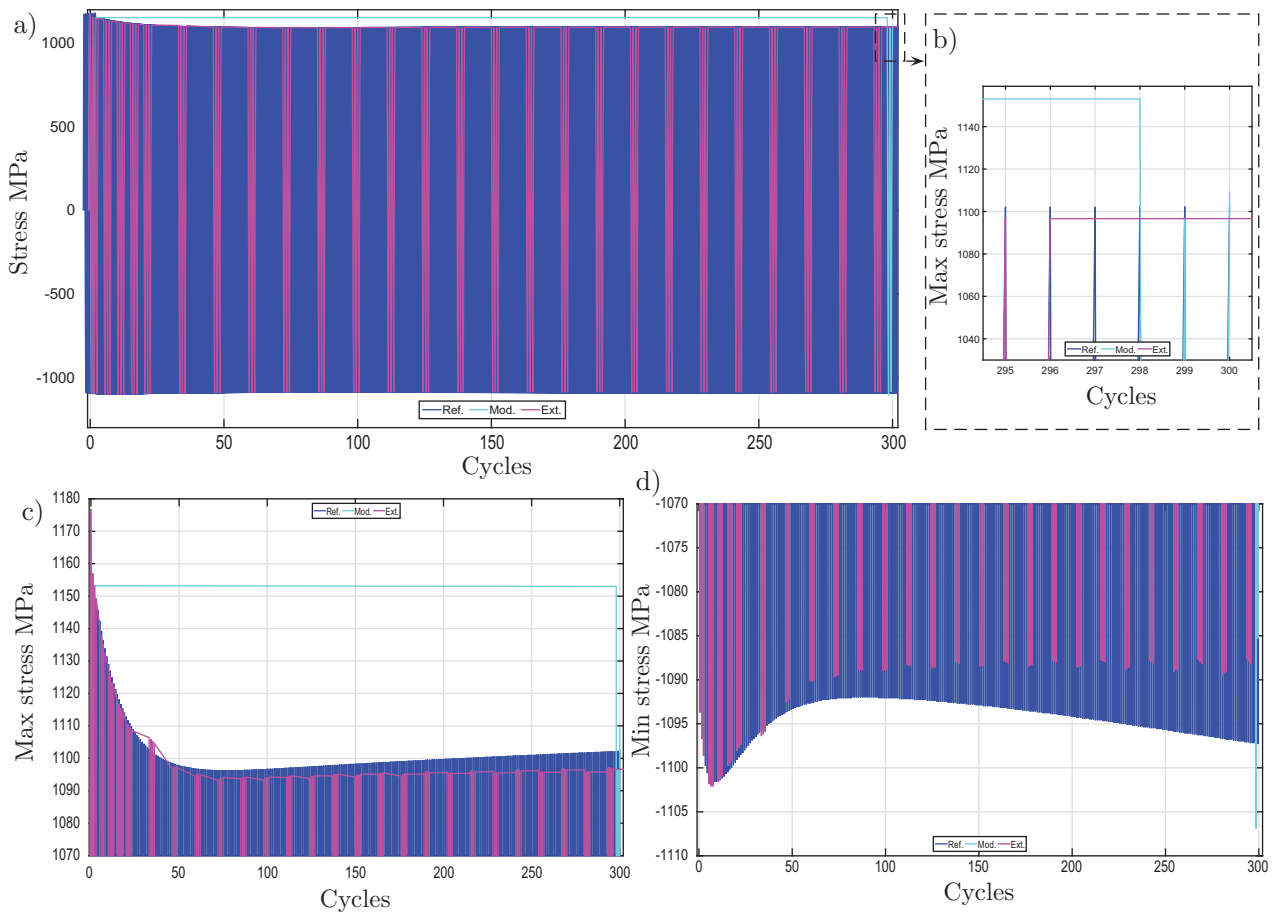 a)
1000
500
0
-500
-1000
Stress MPa
Ref. Mod. Ext.
0 50 100 150 200 250 300
Cycles
b)
1140
1120
1100
1080
1060
1040
Max stress MPa
Ref. Mod. Ext.
295 296 297 298 299 300
Cycles
c)
1180
1170
1160
1150
1140
1130
1120
1110
1100
1090
1080
1070
Max stress MPa
Ref. Mod. Ext.
0 50 100 150 200 250 300
Cycles
d)
-1070
-1075
-1080
-1085
-1090
-1095
-1100
-1105
-1110
Min stress MPa
Ref. Mod. Ext.
0 50 100 150 200 250 300
Cycles